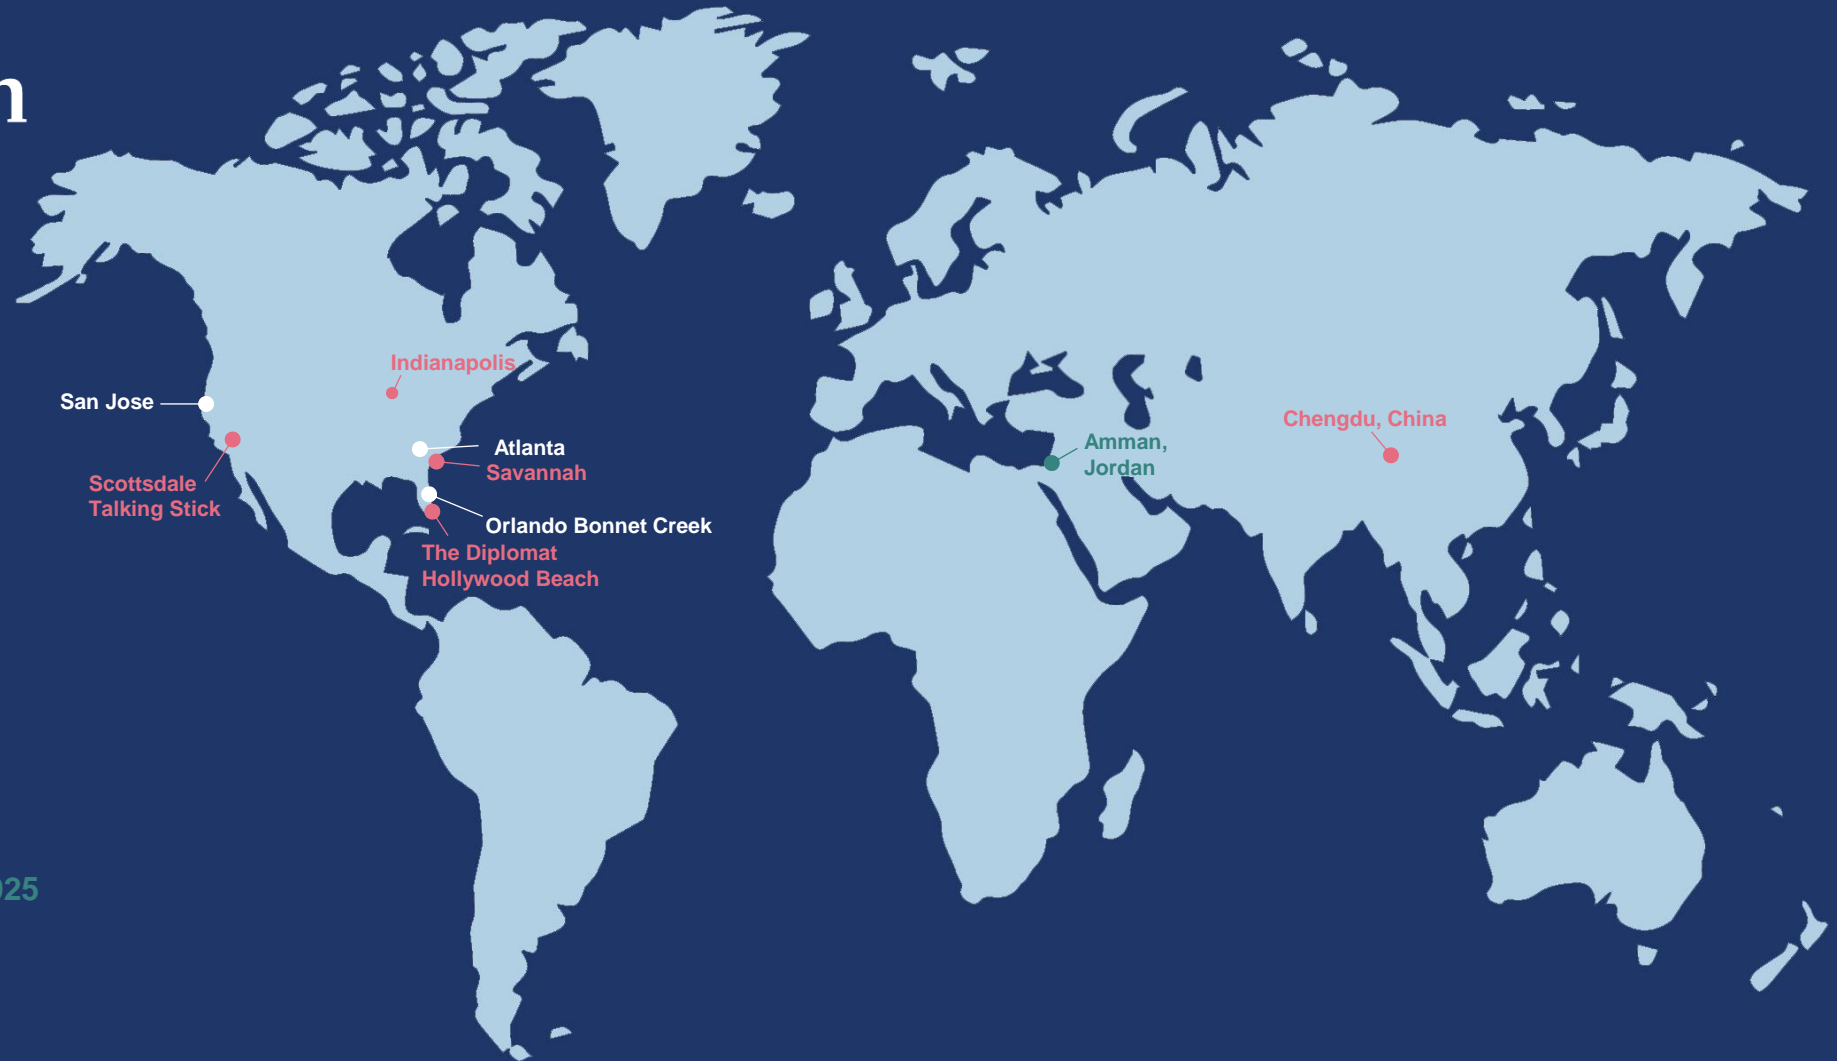 n
Indianapolis
San Jose
Chengdu, China
Amman,
Jordan
Atlanta
Savannah
Scottsdale
Talking Stick
Orlando Bonnet Creek
The Diplomat
Hollywood Beach
025